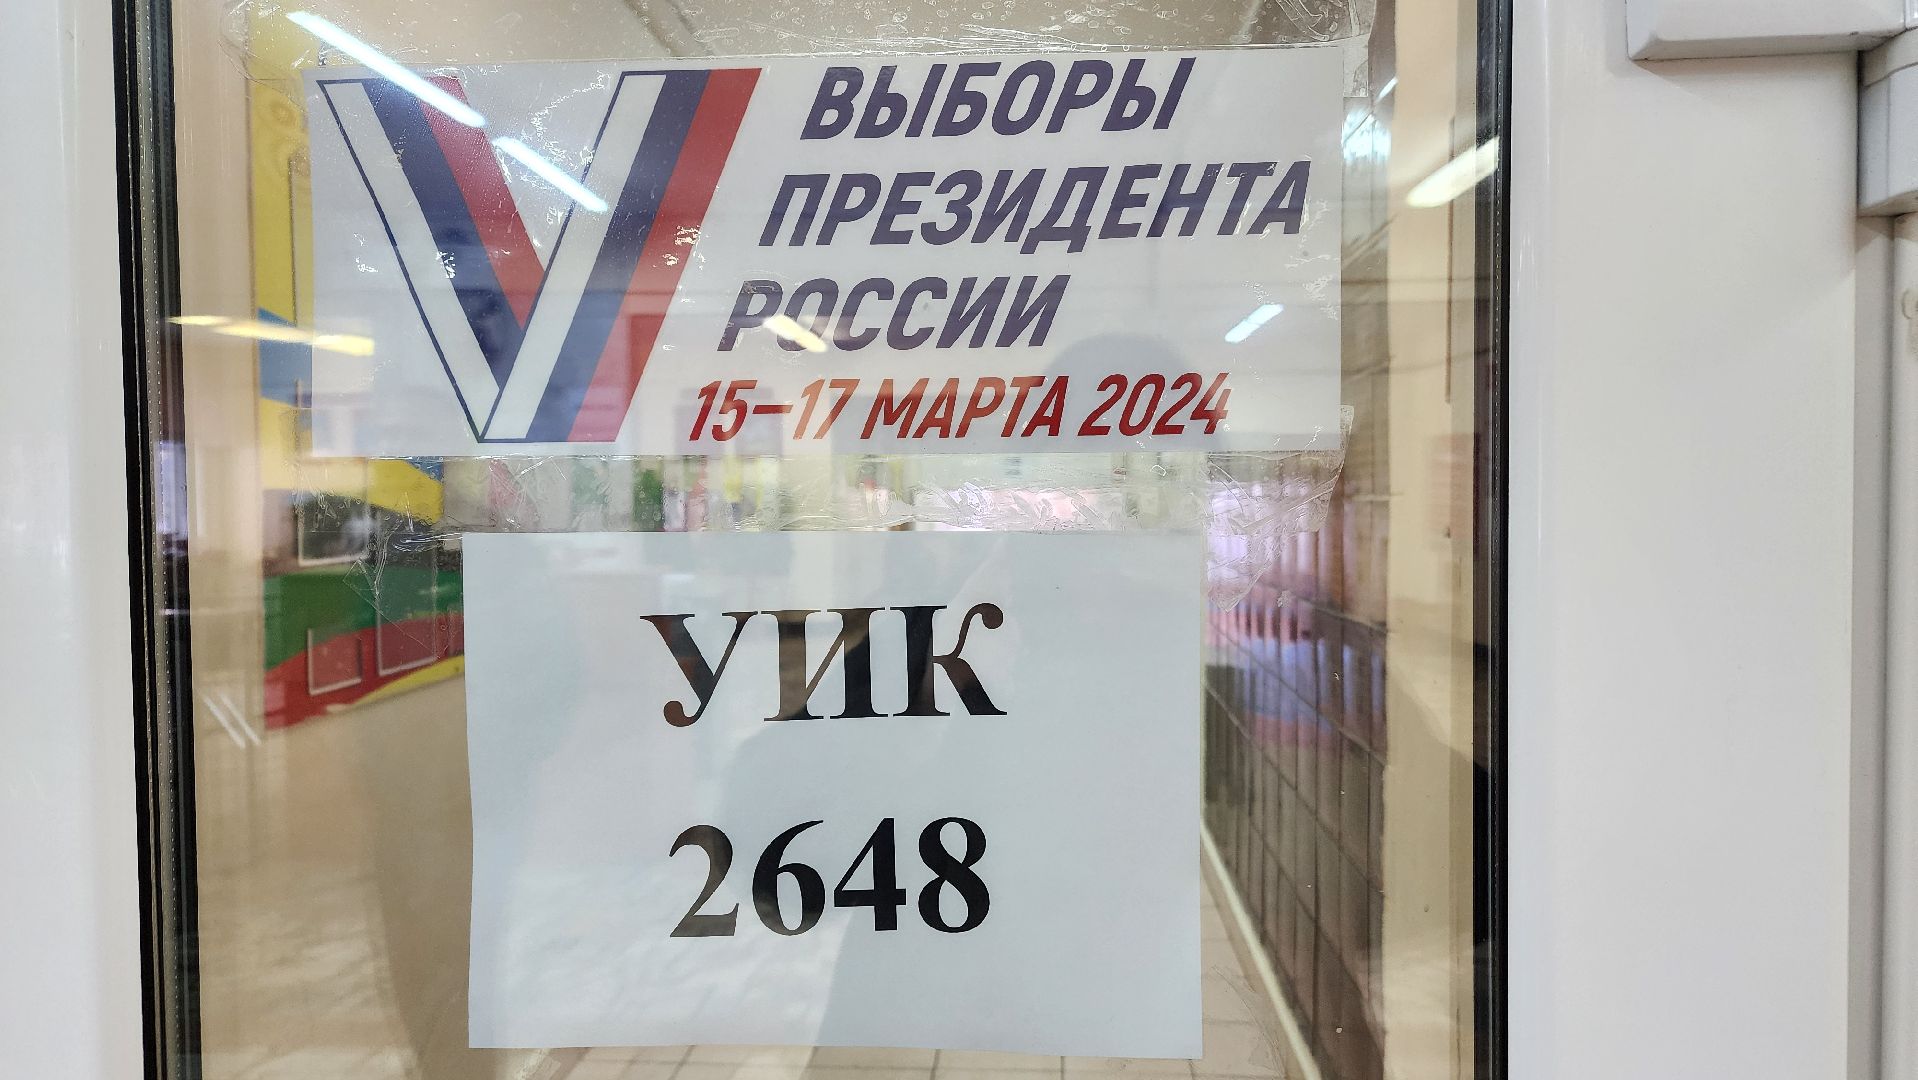 ВЫБОРЫ
ПРЕЗИДЕНТА
РОССИИ
15–17 МАРТА 2024
УИК
2648